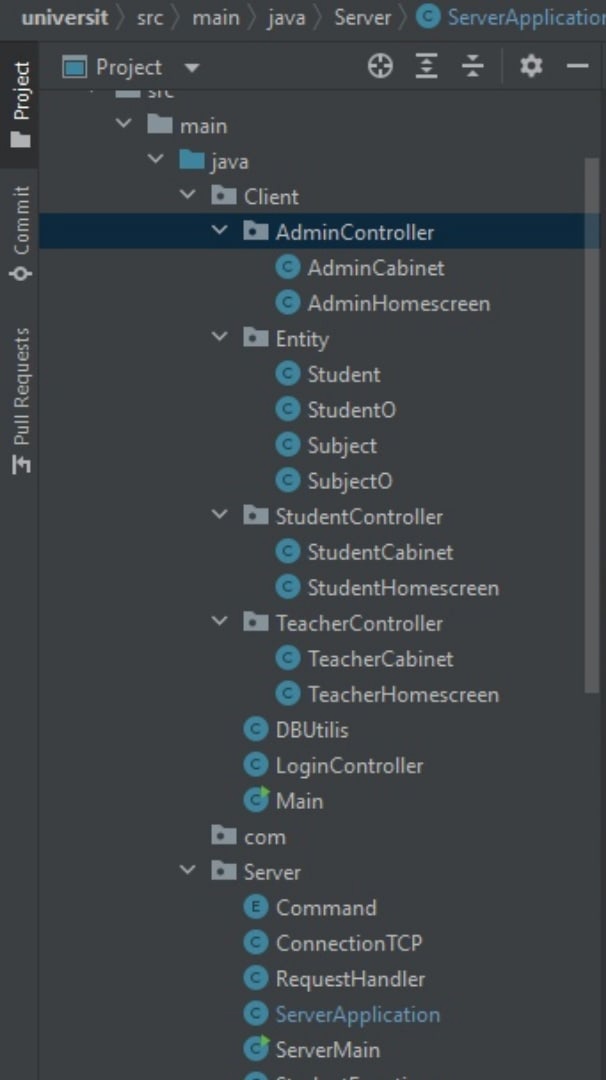 universit src main java Server ServerApplication
Project
Project
Commit
Pull Requests
src
main
java
Client
AdminController
AdminCabinet
AdminHomescreen
Entity
Student
StudentO
Subject
SubjectO
StudentController
StudentCabinet
StudentHomescreen
TeacherController
TeacherCabinet
TeacherHomescreen
DBUtilis
LoginController
Main
com
Server
Command
ConnectionTCP
RequestHandler
ServerApplication
ServerMain